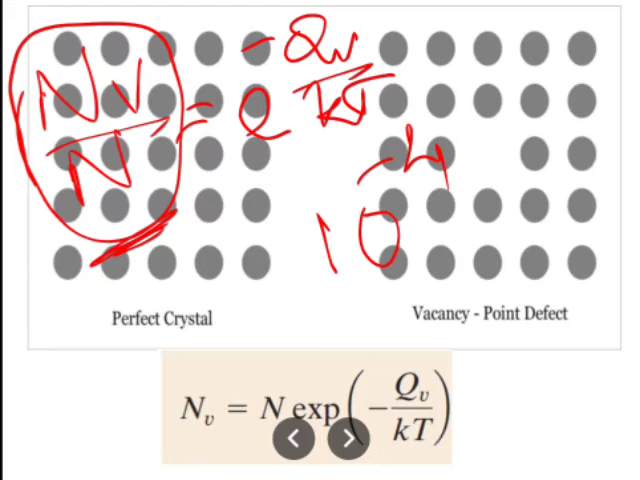 Nv/N = e^(-Qv/kT)
10^-4
Perfect Crystal
Vacancy - Point Defect
N_v = N exp(-Q_v/kT)